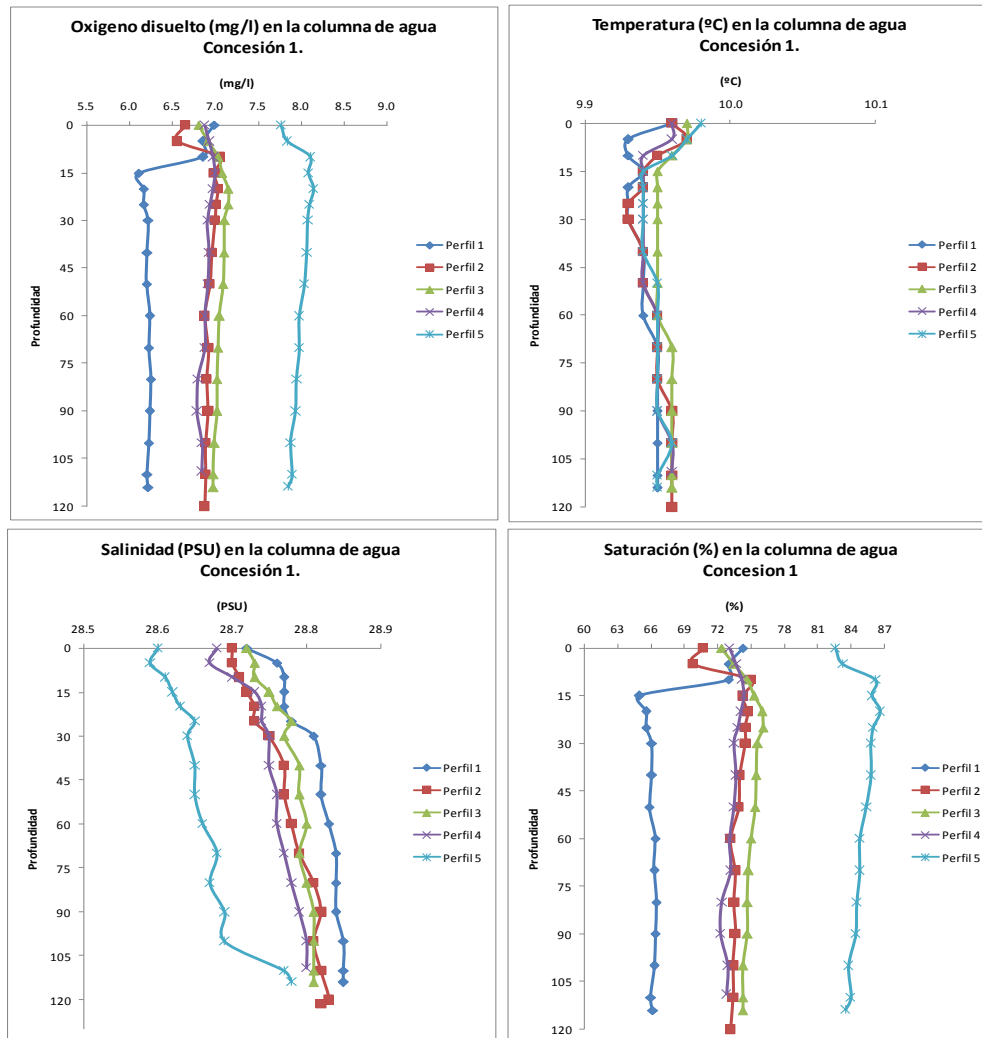 Oxigeno disuelto (mg/l) en la columna de agua
Concesión 1.
(mg/l)
5.5 6.0 6.5 7.0 7.5 8.0 8.5 9.0
0
15
30
45
60
75
90
105
120
Profundidad
Perfil 1
Perfil 2
Perfil 3
Perfil 4
Perfil 5
Temperatura (ºC) en la columna de agua
Concesión 1.
(ºC)
9.9 10.0 10.1
0
15
30
45
60
75
90
105
120
Profundidad
Perfil 1
Perfil 2
Perfil 3
Perfil 4
Perfil 5
Salinidad (PSU) en la columna de agua
Concesión 1.
(PSU)
28.5 28.6 28.7 28.8 28.9
0
15
30
45
60
75
90
105
120
Profundidad
Perfil 1
Perfil 2
Perfil 3
Perfil 4
Perfil 5
Saturación (%) en la columna de agua
Concesion 1
(%)
60 63 66 69 72 75 78 81 84 87
0
15
30
45
60
75
90
105
120
Profundidad
Perfil 1
Perfil 2
Perfil 3
Perfil 4
Perfil 5